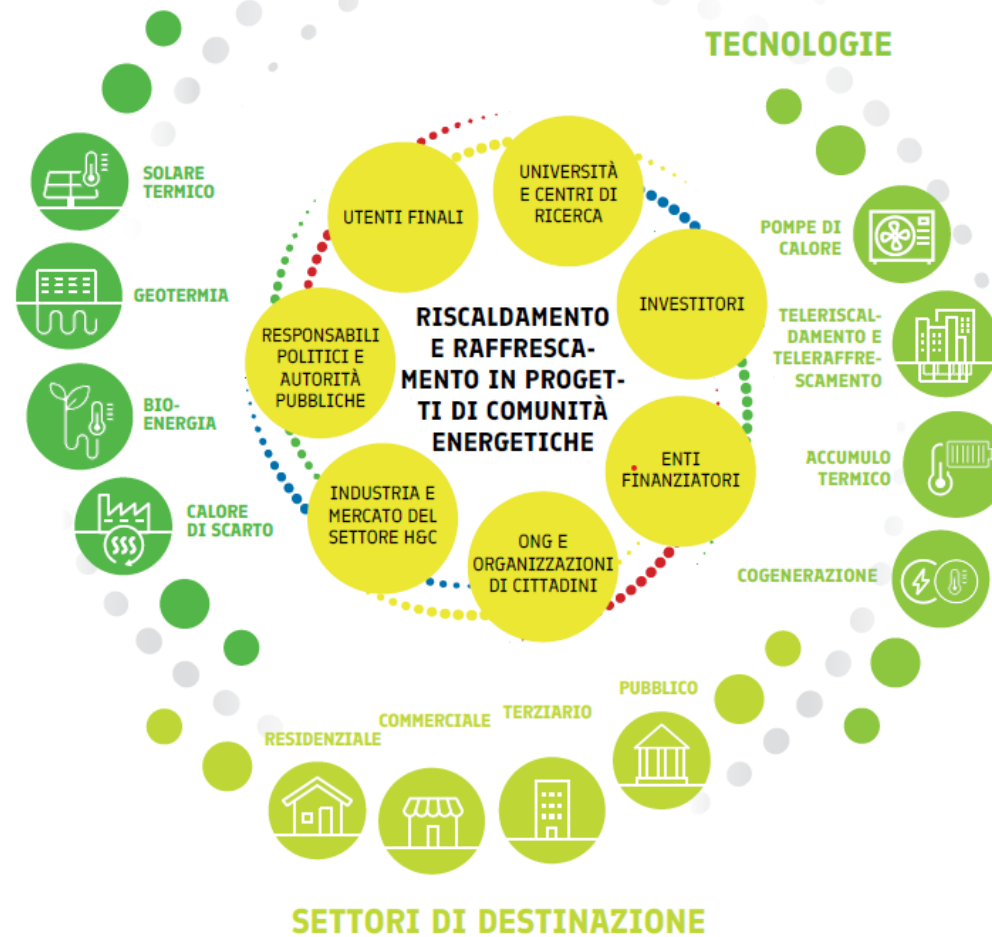 TECNOLOGIE
SOLARE
TERMICO
GEOTERMIA
BIO-
ENERGIA
CALORE
DI SCARTO
UTENTI FINALI
UNIVERSITÀ
E CENTRI DI
RICERCA
INVESTITORI
RESPONSABILI
POLITICI E
AUTORITÀ
PUBBLICHE
RISCALDAMENTO
E RAFFRESCA-
MENTO IN PROGET-
TI DI COMUNITÀ
ENERGETICHE
ENTI
FINANZIATORI
INDUSTRIA E
MERCATO DEL
SETTORE H&C
ONG E
ORGANIZZAZIONI
DI CITTADINI
POMPE DI
CALORE
TELERISCAL-
DAMENTO E
TELERAFFRE-
SCAMENTO
ACCUMULO
TERMICO
COGENERAZIONE
RESIDENZIALE
COMMERCIALE
TERZIARIO
PUBBLICO
SETTORI DI DESTINAZIONE